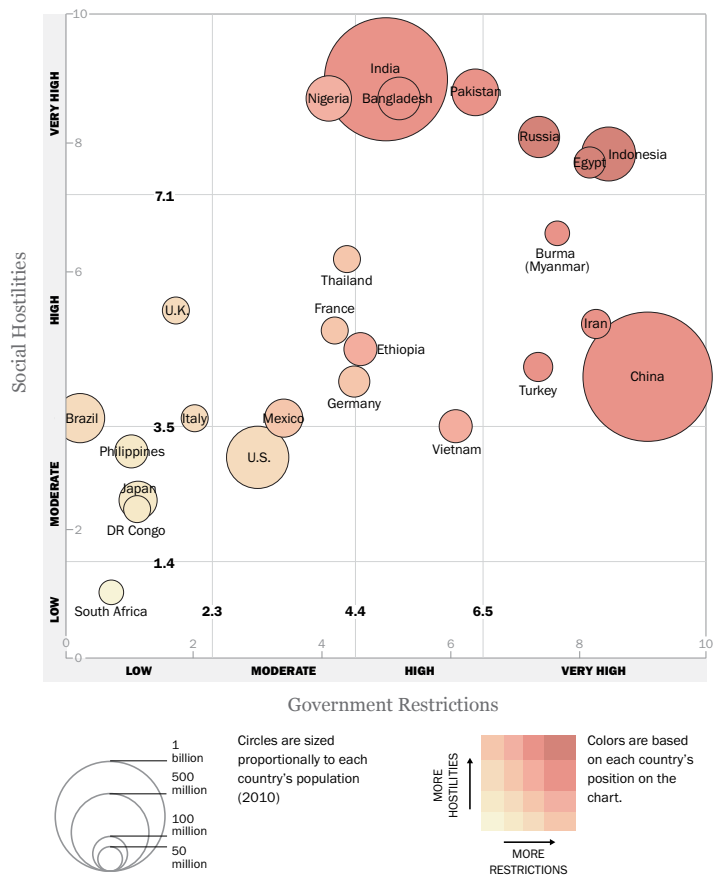 10
VERY HIGH
India
Nigeria
Bangladesh
Pakistan
8
Russia
Indonesia
Egypt
7.1
Burma
(Myanmar)
6
Thailand
HIGH
U.K.
France
Iran
Ethiopia
Social Hostilities
Turkey
China
Germany
Brazil
Italy
Mexico
3.5
Vietnam
Philippines
U.S.
MODERATE
Japan
2
DR Congo
1.4
LOW
South Africa
2.3
4.4
6.5
0
2
4
6
8
10
0
LOW
MODERATE
HIGH
VERY HIGH
Government Restrictions
1
billion
500
million
100
million
50
million
Circles are sized
proportionally to each
country's population
(2010)
MORE
HOSTILITIES
MORE
RESTRICTIONS
Colors are based
on each country's
position on the
chart.